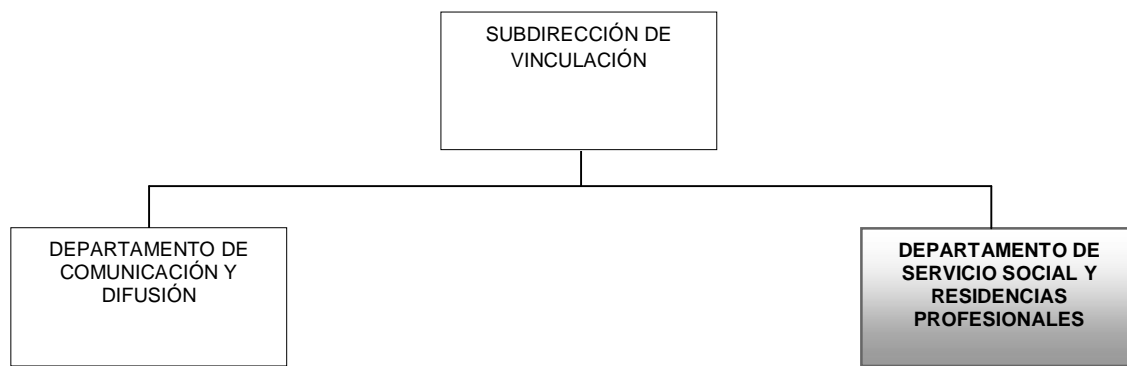 SUBDIRECCIÓN DE
VINCULACIÓN
DEPARTAMENTO DE
COMUNICACIÓN Y
DIFUSIÓN
DEPARTAMENTO DE
SERVICIO SOCIAL Y
RESIDENCIAS
PROFESIONALES